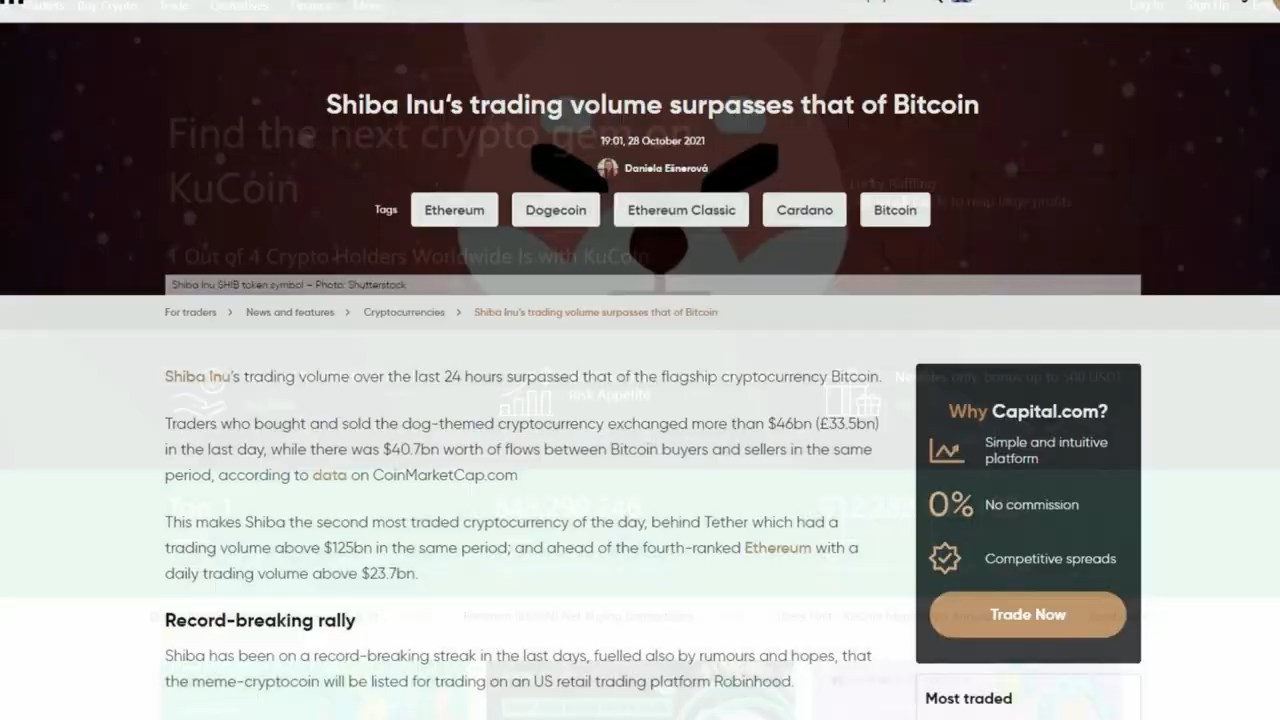 Traders Buy Crypto Trade Derivatives Finance More
Log In Sign Up
Shiba Inu's trading volume surpasses that of Bitcoin
Find the next crypto gem on
KuCoin
19:01, 28 October 2021
Daniela Ešnerová
Tags Ethereum Dogecoin Ethereum Classic Cardano Bitcoin
1 Out of 4 Crypto Holders Worldwide Is with KuCoin
Shiba Inu SHIB token symbol – Photo: Shutterstock
For traders > News and features > Cryptocurrencies > Shiba Inu's trading volume surpasses that of Bitcoin
Shiba Inu's trading volume over the last 24 hours surpassed that of the flagship cryptocurrency Bitcoin.
Traders who bought and sold the dog-themed cryptocurrency exchanged more than $46bn (£33.5bn)
in the last day, while there was $40.7bn worth of flows between Bitcoin buyers and sellers in the same
period, according to data on CoinMarketCap.com
This makes Shiba the second most traded cryptocurrency of the day, behind Tether which had a
trading volume above $125bn in the same period; and ahead of the fourth-ranked Ethereum with a
daily trading volume above $23.7bn.
Record-breaking rally
Shiba has been on a record-breaking streak in the last days, fuelled also by rumours and hopes, that
the meme-cryptocoin will be listed for trading on an US retail trading platform Robinhood.
Why Capital.com?
Simple and intuitive
platform
0% No commission
Competitive spreads
Trade Now
Most traded